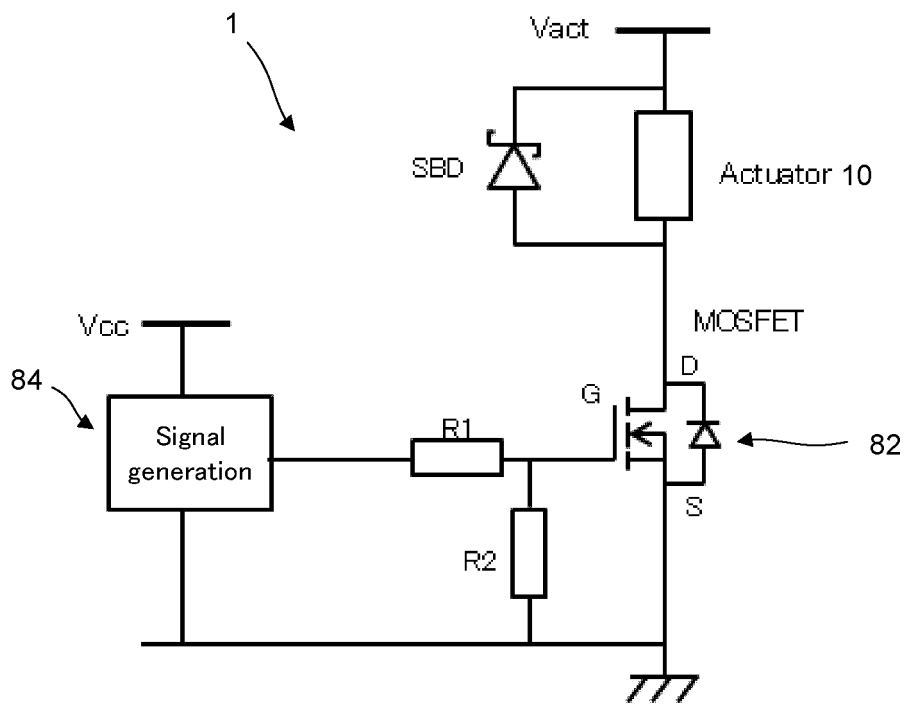 1
Vact
SBD
Actuator 10
Vcc
MOSFET
84
D
G
Signal
generation
R1
82
S
R2